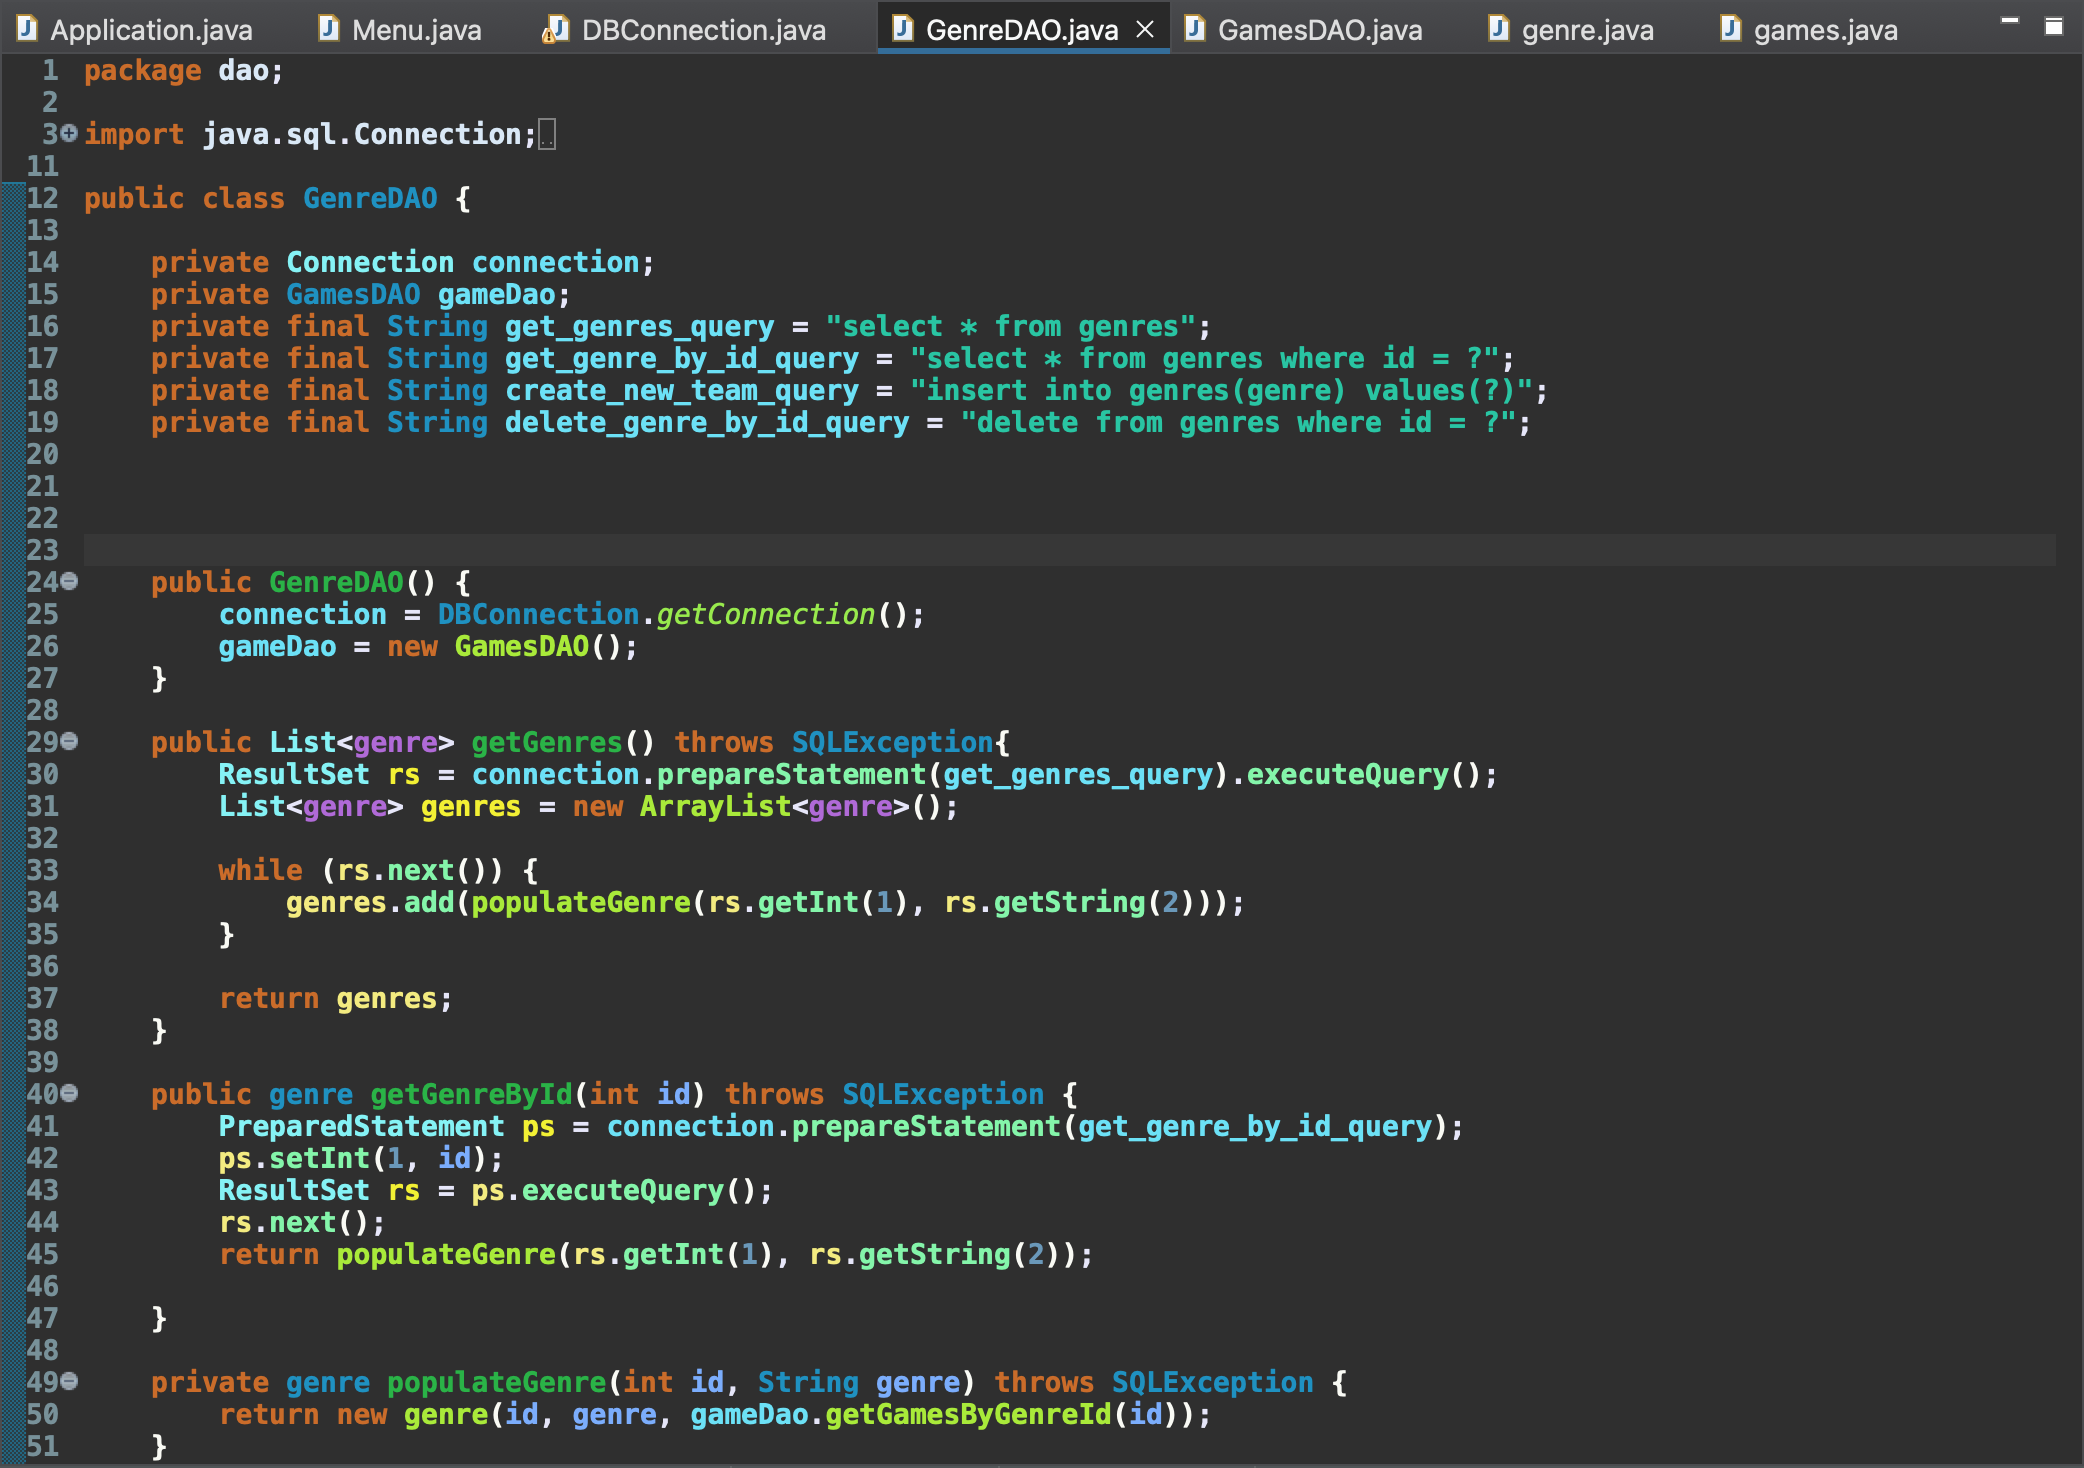 Application.java Menu.java DBConnection.java GenreDAO.java GamesDAO.java genre.java games.java
1 package dao;
2
3 import java.sql.Connection;
11
12 public class GenreDAO {
13
14     private Connection connection;
15     private GamesDAO gameDao;
16     private final String get_genres_query = "select * from genres";
17     private final String get_genre_by_id_query = "select * from genres where id = ?";
18     private final String create_new_team_query = "insert into genres(genre) values(?)";
19     private final String delete_genre_by_id_query = "delete from genres where id = ?";
20
21
22
23
24     public GenreDAO() {
25         connection = DBConnection.getConnection();
26         gameDao = new GamesDAO();
27     }
28
29     public List<genre> getGenres() throws SQLException{
30         ResultSet rs = connection.prepareStatement(get_genres_query).executeQuery();
31         List<genre> genres = new ArrayList<genre>();
32
33         while (rs.next()) {
34             genres.add(populateGenre(rs.getInt(1), rs.getString(2)));
35         }
36
37         return genres;
38     }
39
40     public genre getGenreById(int id) throws SQLException {
41         PreparedStatement ps = connection.prepareStatement(get_genre_by_id_query);
42         ps.setInt(1, id);
43         ResultSet rs = ps.executeQuery();
44         rs.next();
45         return populateGenre(rs.getInt(1), rs.getString(2));
46
47     }
48
49     private genre populateGenre(int id, String genre) throws SQLException {
50         return new genre(id, genre, gameDao.getGamesByGenreId(id));
51     }